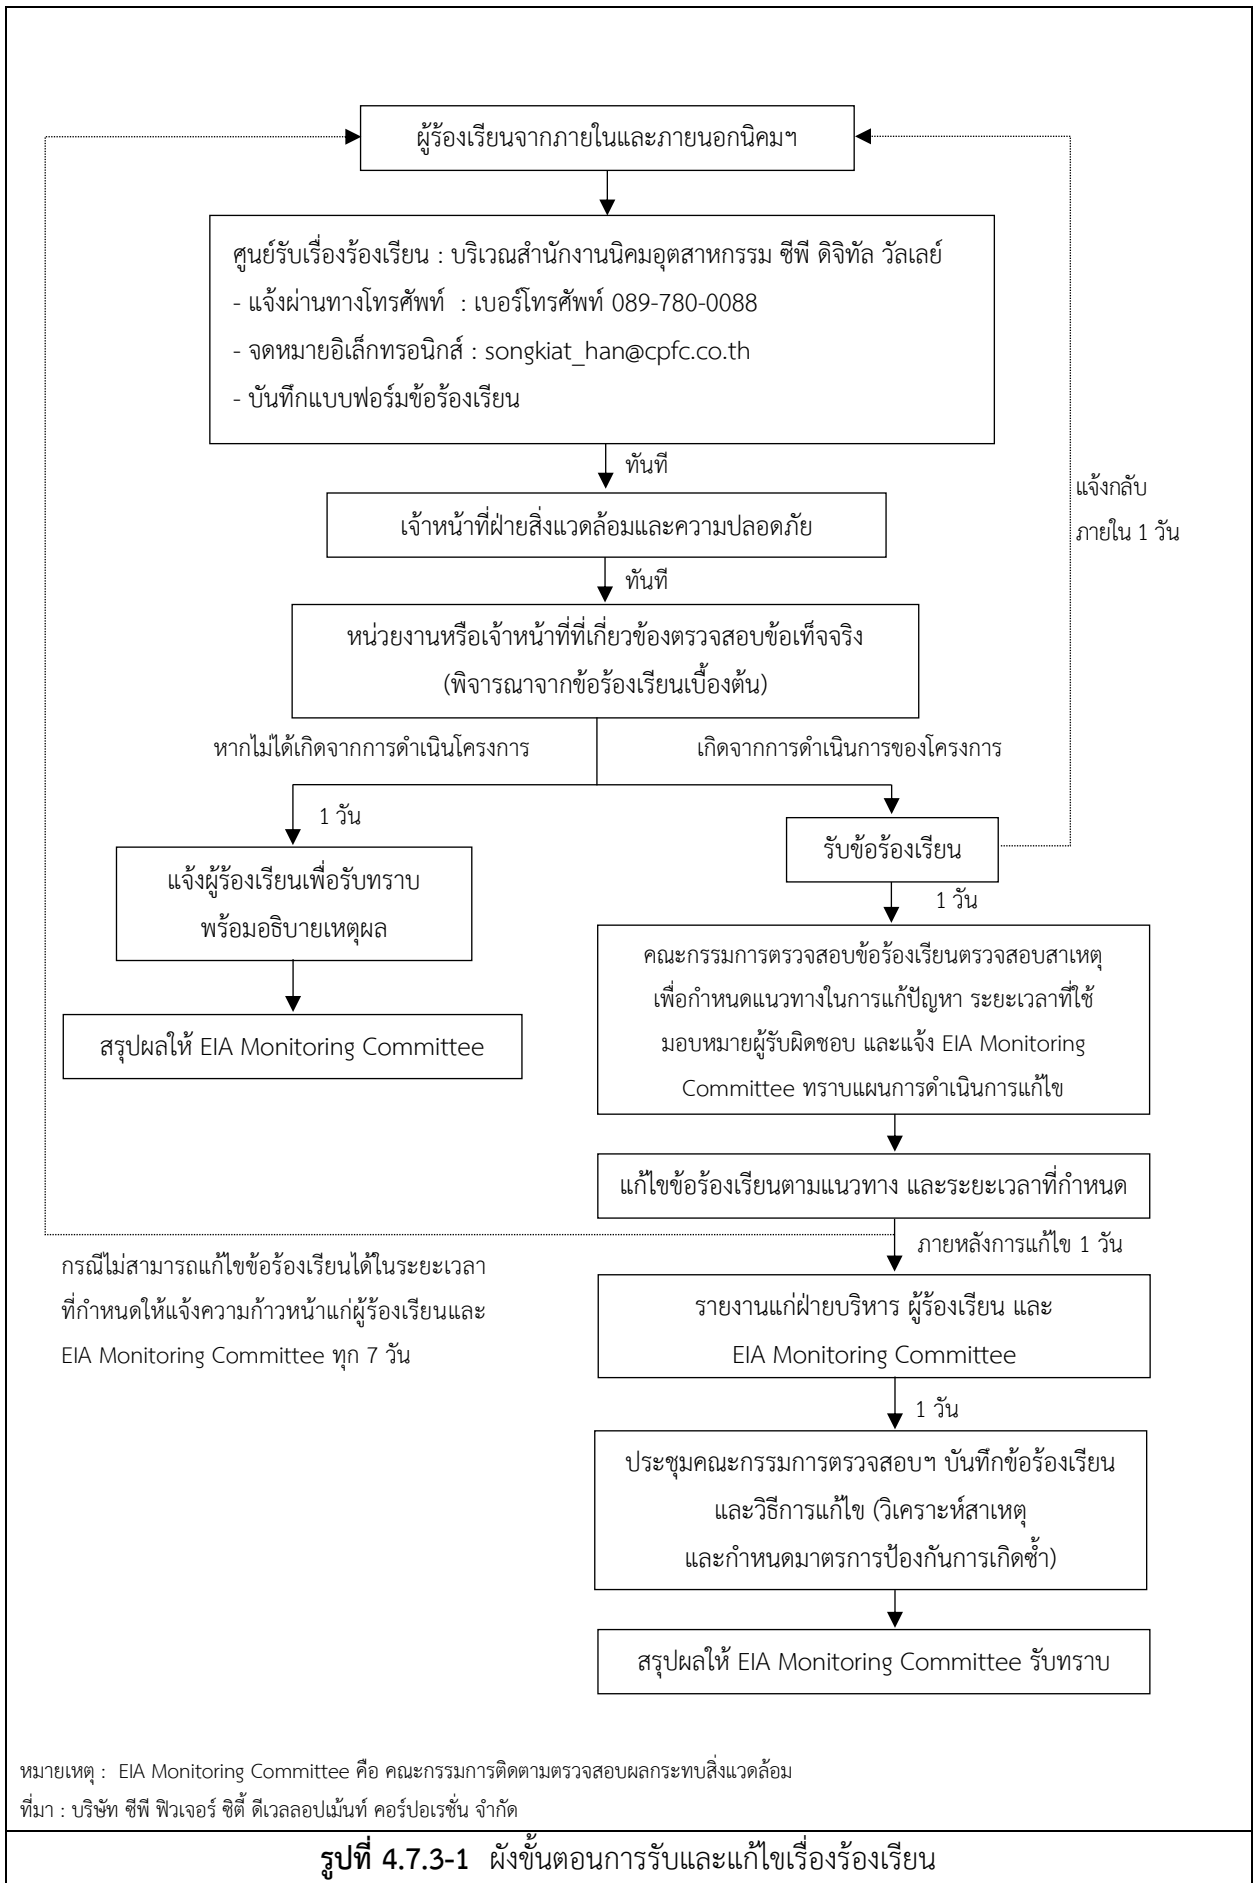 ผู้ร้องเรียนจากภายในและภายนอกนิคมฯ
ศูนย์รับเรื่องร้องเรียน : บริเวณสำนักงานนิคมอุตสาหกรรม ซีพี ดิจิทัล วัลเลย์
- แจ้งผ่านทางโทรศัพท์ : เบอร์โทรศัพท์ 089-780-0088
- จดหมายอิเล็กทรอนิกส์ : songkiat_han@cpfc.co.th
- บันทึกแบบฟอร์มข้อร้องเรียน
ทันที
แจ้งกลับ
ภายใน 1 วัน
เจ้าหน้าที่ฝ่ายสิ่งแวดล้อมและความปลอดภัย
ทันที
หน่วยงานหรือเจ้าหน้าที่ที่เกี่ยวข้องตรวจสอบข้อเท็จจริง
(พิจารณาจากข้อร้องเรียนเบื้องต้น)
หากไม่ได้เกิดจากการดำเนินโครงการ
เกิดจากการดำเนินการของโครงการ
1 วัน
แจ้งผู้ร้องเรียนเพื่อรับทราบ
พร้อมอธิบายเหตุผล
สรุปผลให้ EIA Monitoring Committee
รับข้อร้องเรียน
1 วัน
คณะกรรมการตรวจสอบข้อร้องเรียนตรวจสอบสาเหตุ
เพื่อกำหนดแนวทางในการแก้ปัญหา ระยะเวลาที่ใช้
มอบหมายผู้รับผิดชอบ และแจ้ง EIA Monitoring
Committee ทราบแผนการดำเนินการแก้ไข
แก้ไขข้อร้องเรียนตามแนวทาง และระยะเวลาที่กำหนด
ภายหลังการแก้ไข 1 วัน
กรณีไม่สามารถแก้ไขข้อร้องเรียนได้ในระยะเวลา
ที่กำหนดให้แจ้งความก้าวหน้าแก่ผู้ร้องเรียนและ
EIA Monitoring Committee ทุก 7 วัน
รายงานแก่ฝ่ายบริหาร ผู้ร้องเรียน และ
EIA Monitoring Committee
1 วัน
ประชุมคณะกรรมการตรวจสอบฯ บันทึกข้อร้องเรียน
และวิธีการแก้ไข (วิเคราะห์สาเหตุ
และกำหนดมาตรการป้องกันการเกิดซ้ำ)
สรุปผลให้ EIA Monitoring Committee รับทราบ
หมายเหตุ : EIA Monitoring Committee คือ คณะกรรมการติดตามตรวจสอบผลกระทบสิ่งแวดล้อม
ที่มา : บริษัท ซีพี ฟิวเจอร์ ซิตี้ ดีเวลลอปเม้นท์ คอร์ปอเรชั่น จำกัด
รูปที่ 4.7.3-1 ผังขั้นตอนการรับและแก้ไขเรื่องร้องเรียน